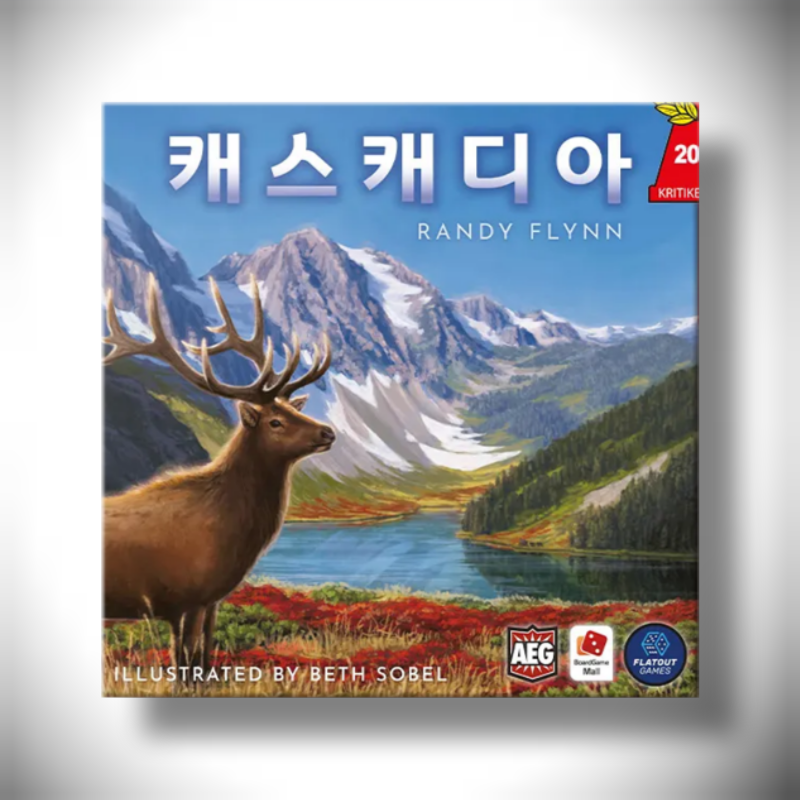 캐스캐디아
RANDY FLYNN
20
KRITIKE
ILLUSTRATED BY BETH SOBEL
AEG
BoardGame
Mall
FLATOUT
GAMES